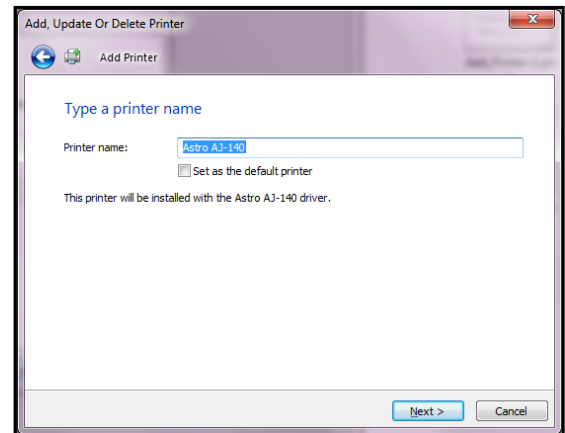 Add, Update Or Delete Printer
Add Printer
Type a printer name
Printer name:
Astro AJ-140
Set as the default printer
This printer will be installed with the Astro AJ-140 driver.
Next >
Cancel